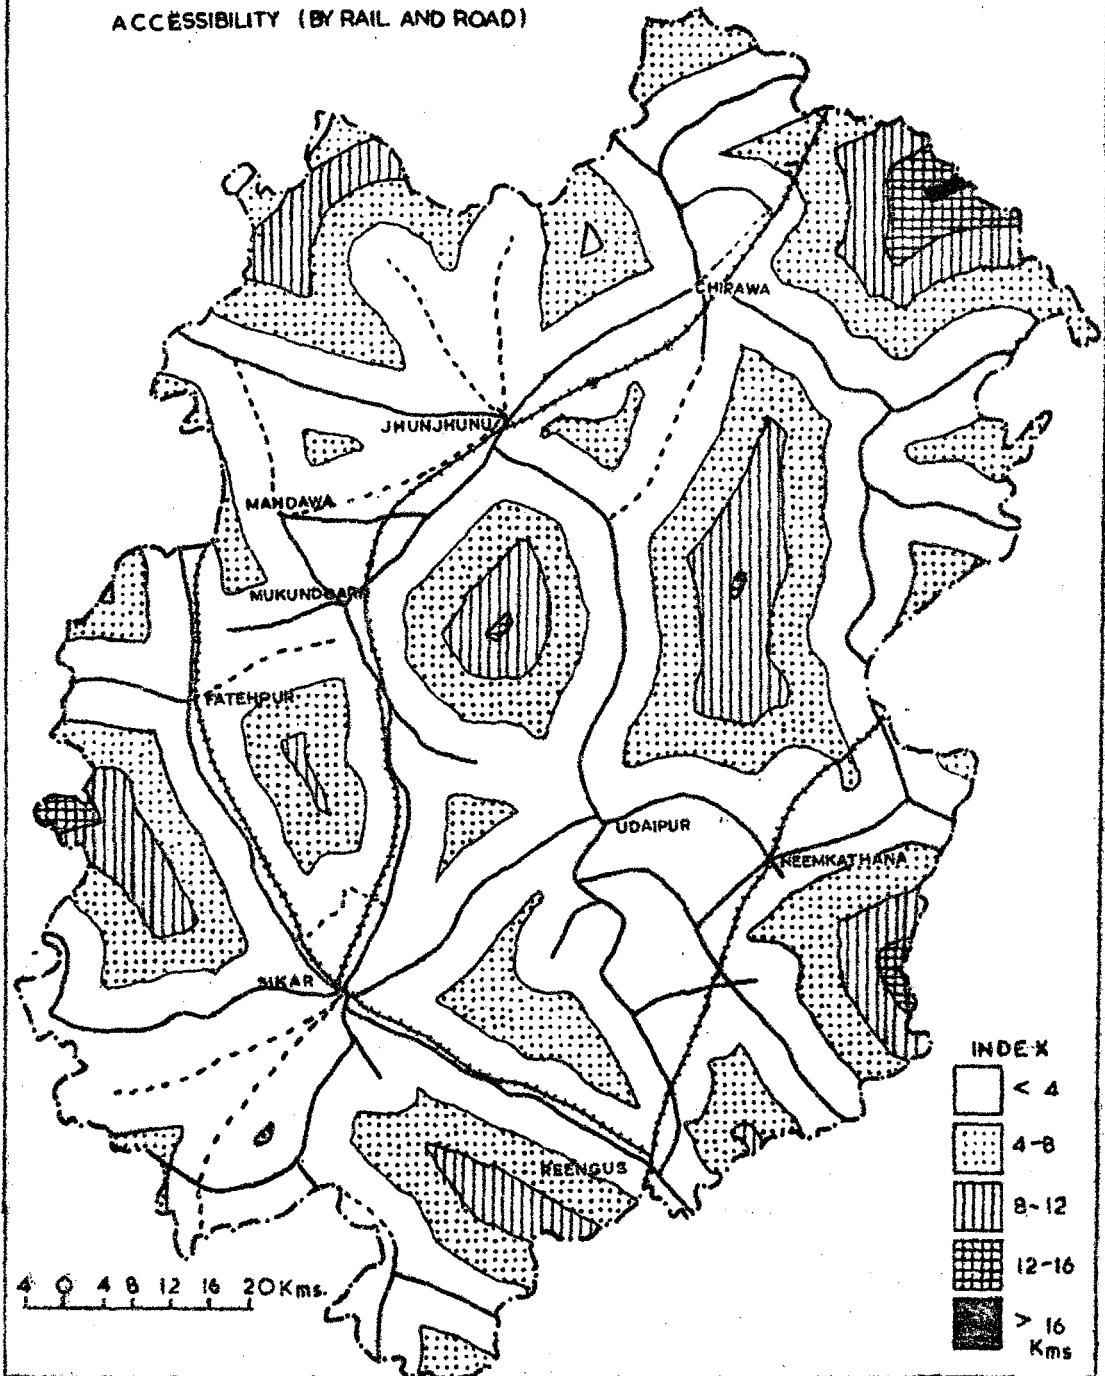 ACCESSIBILITY (BY RAIL AND ROAD)
CHIRAWA
JHUNJHUNU
MANDAWA
MUKUNDGARH
FATEHPUR
UDAIPUR
NEEMKATHANA
SIKAR
REENGUS
INDEX
< 4
4-8
8-12
12-16
> 16
Kms
4 0 4 8 12 16 20 Kms.